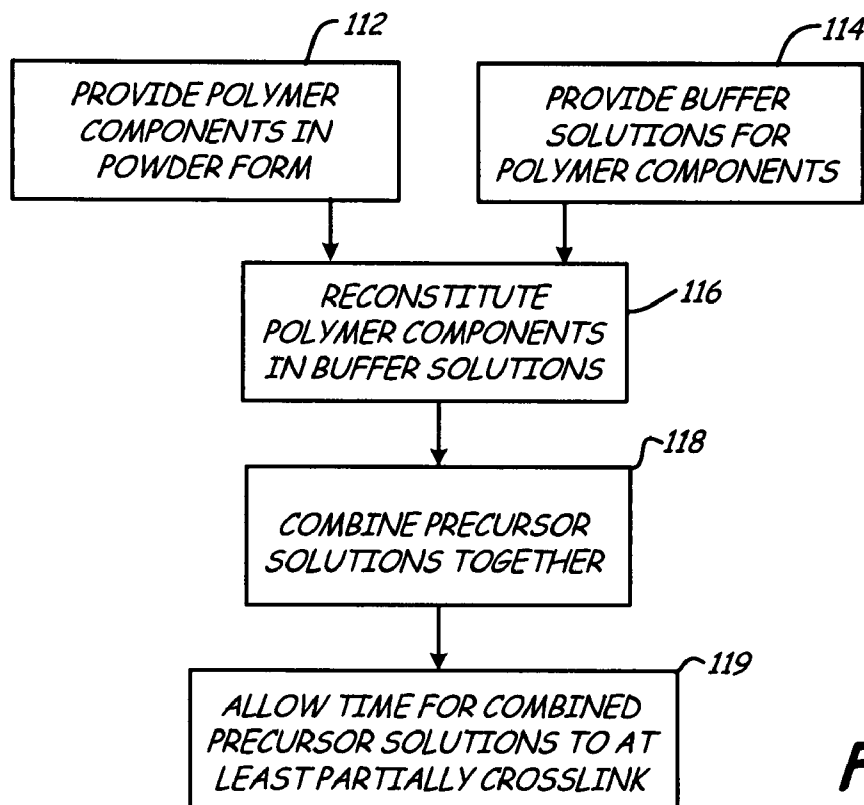 112
PROVIDE POLYMER
COMPONENTS IN
POWDER FORM
114
PROVIDE BUFFER
SOLUTIONS FOR
POLYMER COMPONENTS
116
RECONSTITUTE
POLYMER COMPONENTS
IN BUFFER SOLUTIONS
118
COMBINE PRECURSOR
SOLUTIONS TOGETHER
119
ALLOW TIME FOR COMBINED
PRECURSOR SOLUTIONS TO AT
LEAST PARTIALLY CROSSLINK